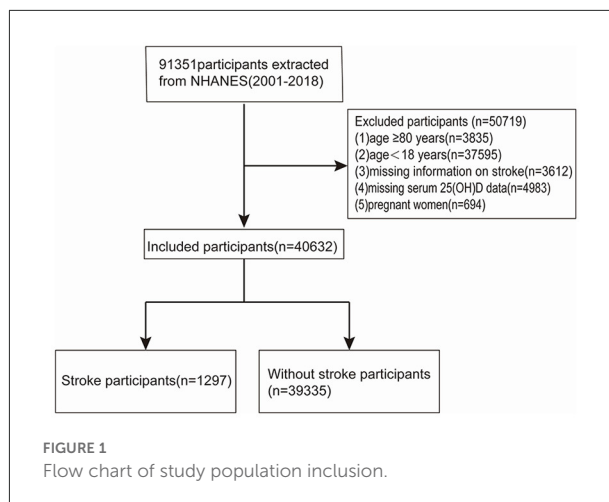 91351participants extracted
from NHANES(2001-2018)
Excluded participants (n=50719)
(1)age ≥80 years(n=3835)
(2)age＜18 years(n=37595)
(3)missing information on stroke(n=3612)
(4)missing serum 25(OH)D data(n=4983)
(5)pregnant women(n=694)
Included participants(n=40632)
Stroke participants(n=1297)
Without stroke participants
(n=39335)
FIGURE 1
Flow chart of study population inclusion.